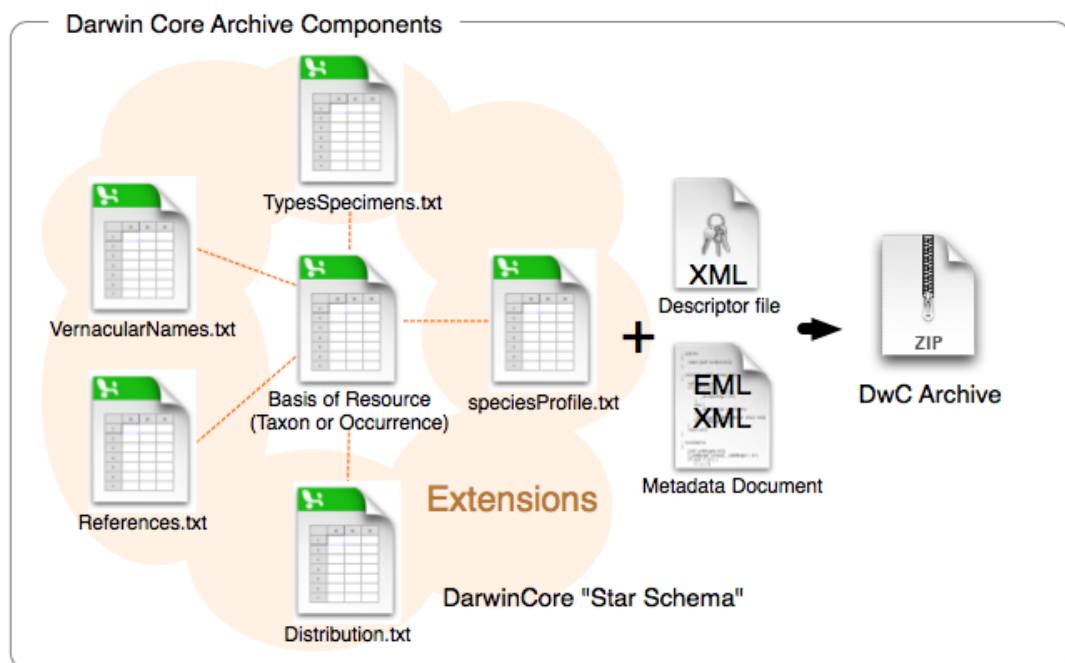 Darwin Core Archive Components
TypesSpecimens.txt
VernacularNames.txt
Basis of Resource
(Taxon or Occurrence)
speciesProfile.txt
References.txt
Distribution.txt
Extensions
DarwinCore "Star Schema"
+
XML
Descriptor file
EML
XML
Metadata Document
ZIP
DwC Archive